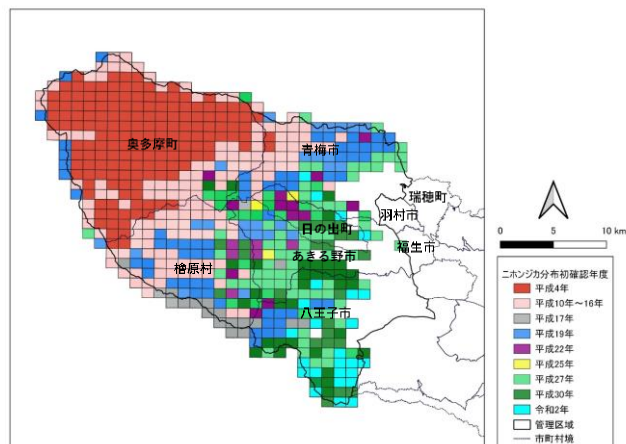 奥多摩町
青梅市
瑞穂町
羽村市
日の出町
福生市
あきる野市
檜原村
八王子市
0 5 10 km
ニホンジカ分布初確認年度
平成4年
平成10年～16年
平成17年
平成19年
平成22年
平成25年
平成27年
平成30年
令和2年
管理区域
市町村境